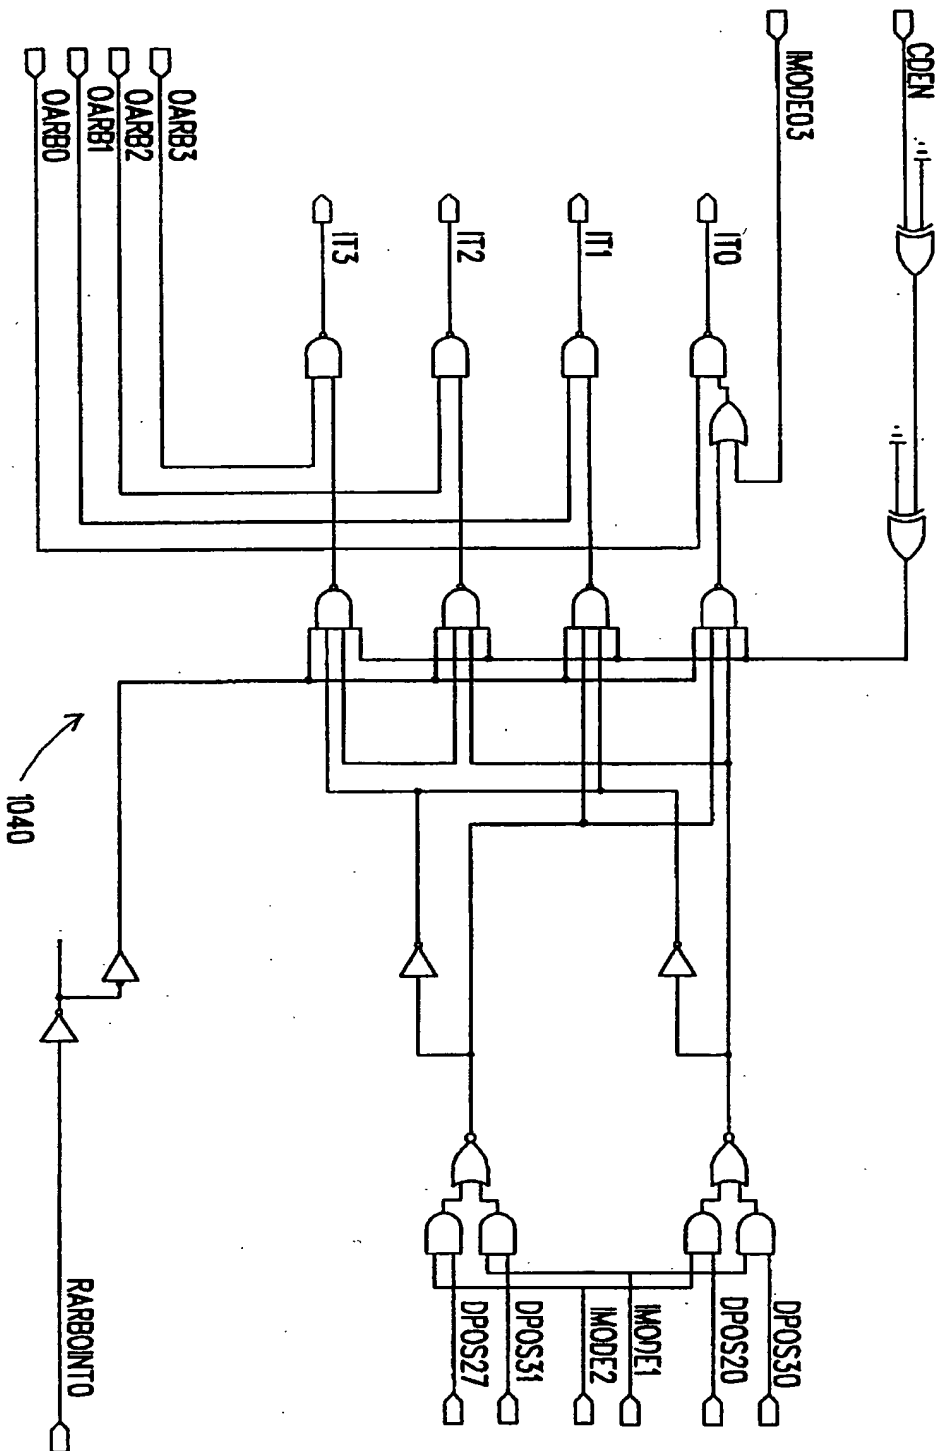 CDEN
IMODE03
OARB3
OARB2
OARB1
OARB0
IT0
IT1
IT2
IT3
1040
DPOS30
DPOS20
IMODE1
IMODE2
DPOS31
DPOS27
RARBOINTO